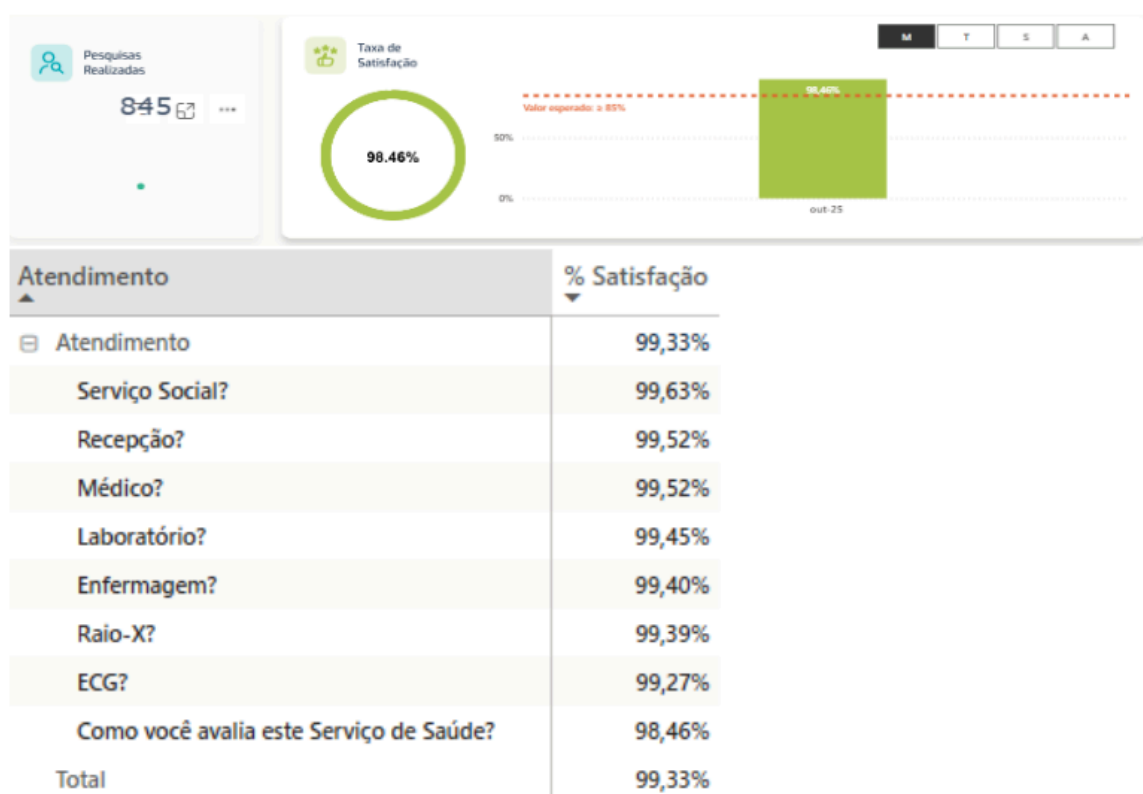 Pesquisas
Realizadas
845
Taxa de
Satisfação
M T S A
98.46%
98,46%
Valor esperado: ≥ 85%
50%
0%
out-25
Atendimento % Satisfação
Atendimento 99,33%
Serviço Social? 99,63%
Recepção? 99,52%
Médico? 99,52%
Laboratório? 99,45%
Enfermagem? 99,40%
Raio-X? 99,39%
ECG? 99,27%
Como você avalia este Serviço de Saúde? 98,46%
Total 99,33%